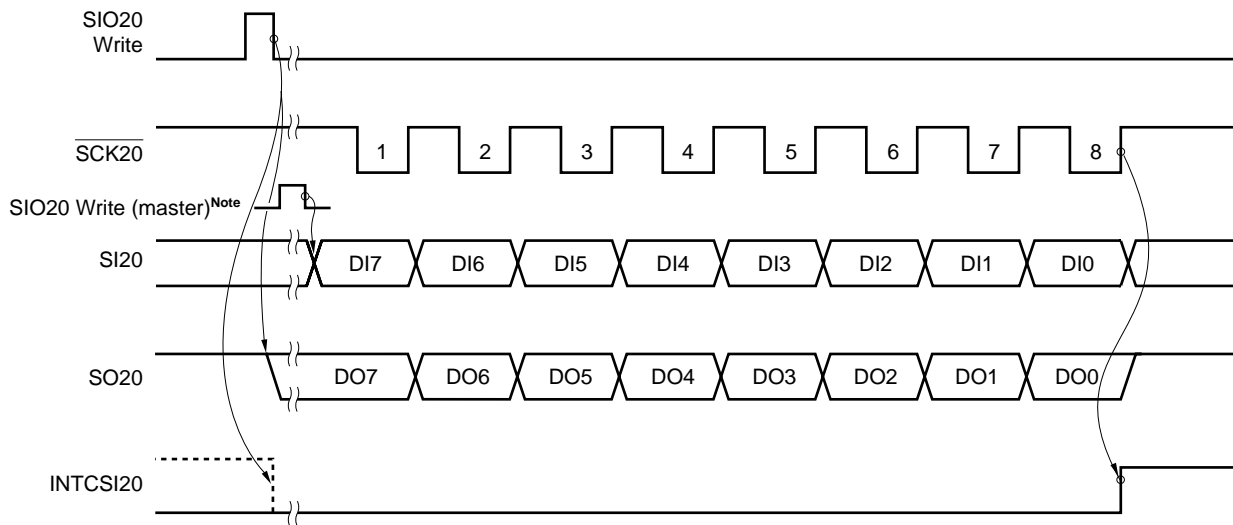 SIO20
Write
SCK20
1 2 3 4 5 6 7 8
SIO20 Write (master)Note
SI20
DI7 DI6 DI5 DI4 DI3 DI2 DI1 DI0
SO20
DO7 DO6 DO5 DO4 DO3 DO2 DO1 DO0
INTCSI20